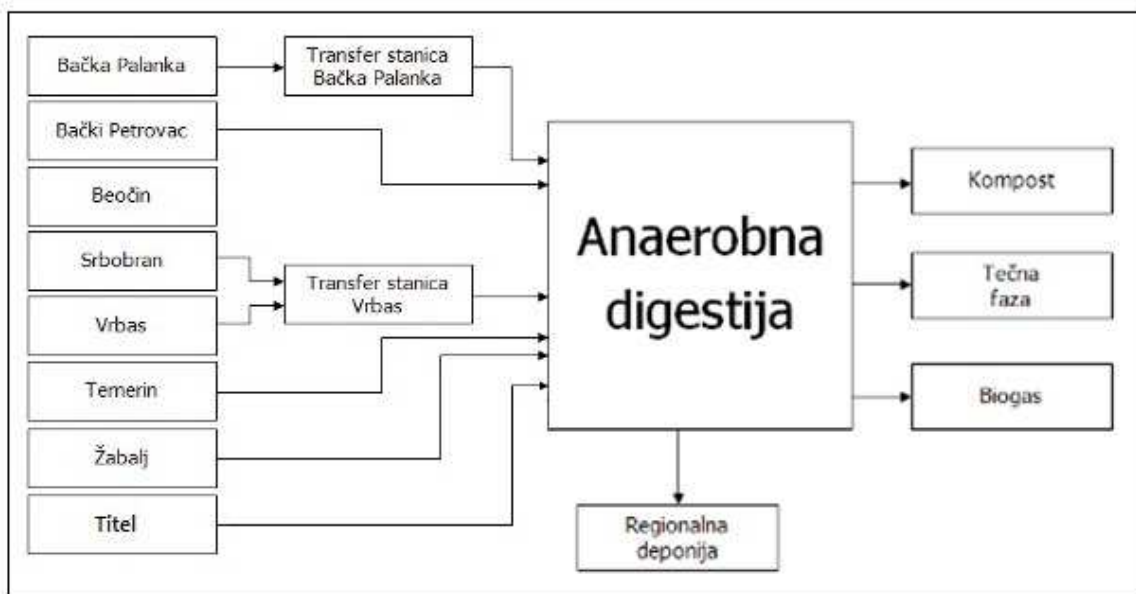 Bačka Palanka
Transfer stanica
Bačka Palanka
Bački Petrovac
Beočin
Srbobran
Transfer stanica
Vrbas
Vrbas
Temerin
Žabalj
Titel
Anaerobna
digestija
Kompost
Tečna
faza
Biogas
Regionalna
deponija